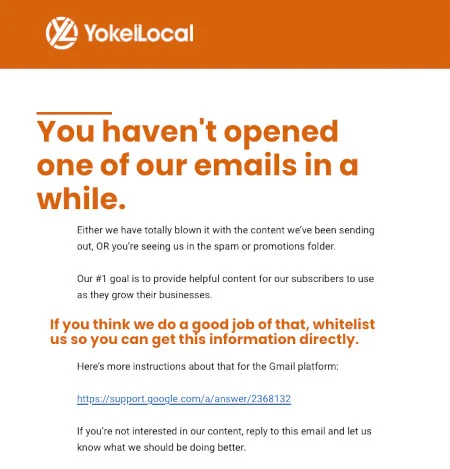 YokelLocal
You haven't opened
one of our emails in a
while.
Either we have totally blown it with the content we've been sending
out, OR you're seeing us in the spam or promotions folder.
Our #1 goal is to provide helpful content for our subscribers to use
as they grow their businesses.
If you think we do a good job of that, whitelist
us so you can get this information directly.
Here's more instructions about that for the Gmail platform:
https://support.google.com/a/answer/2368132
If you're not interested in our content, reply to this email and let us
know what we should be doing better.